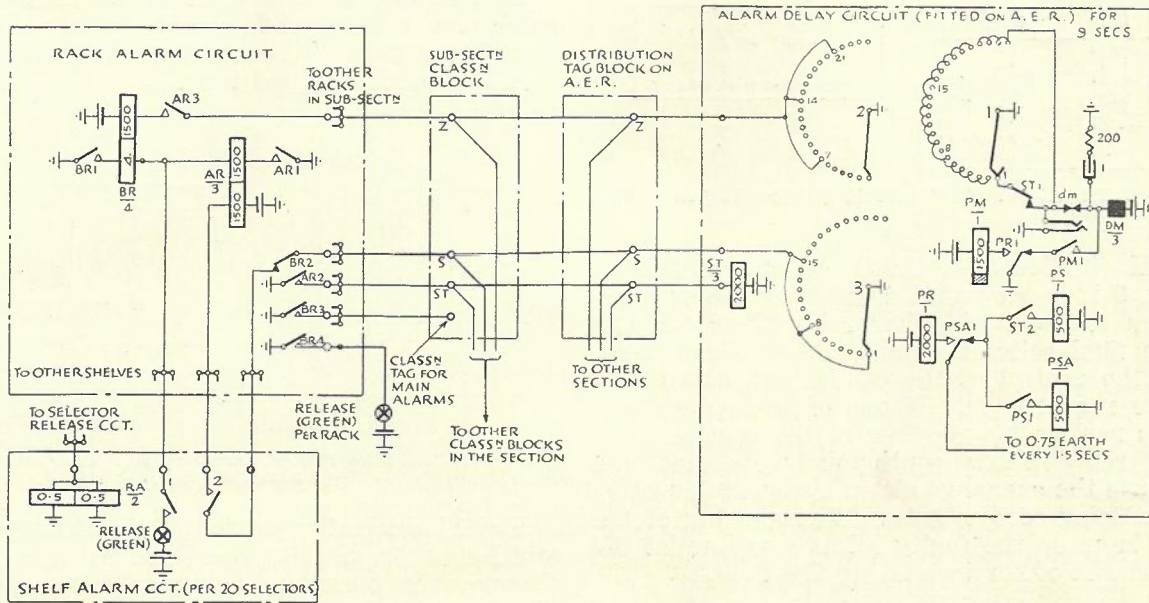 RACK ALARM CIRCUIT
AR3
1500
BR1
BR
4
AR
3
1500
1500
AR1
BR2
AR2
BR3
BR4
TO OTHER
RACKS
IN SUB-SECTN
TO OTHER SHELVES
TO SELECTOR
RELEASE CCT.
RA
2
0.5
0.5
1
2
RELEASE
(GREEN)
SHELF ALARM CCT. (PER 20 SELECTORS)
RELEASE
(GREEN)
PER RACK
SUB-SECTN
CLASSN
BLOCK
Z
S
ST
CLASSN
TAG FOR
MAIN
ALARMS
TO OTHER
CLASSN BLOCKS
IN THE SECTION
DISTRIBUTION
TAG BLOCK ON
A.E.R.
Z
S
ST
TO OTHER
SECTIONS
ALARM DELAY CIRCUIT (FITTED ON A.E.R.) FOR
9 SECS
21
14
7
2
15
8
1
1
ST1
dm
200
1
DM
3
PM
1
1500
PR1
PM1
ST
3
2000
15
8
1
3
PR
1
2000
PSA1
ST2
PS
1
500
PSA
1
500
PS1
TO 0.75 EARTH
EVERY 1.5 SECS